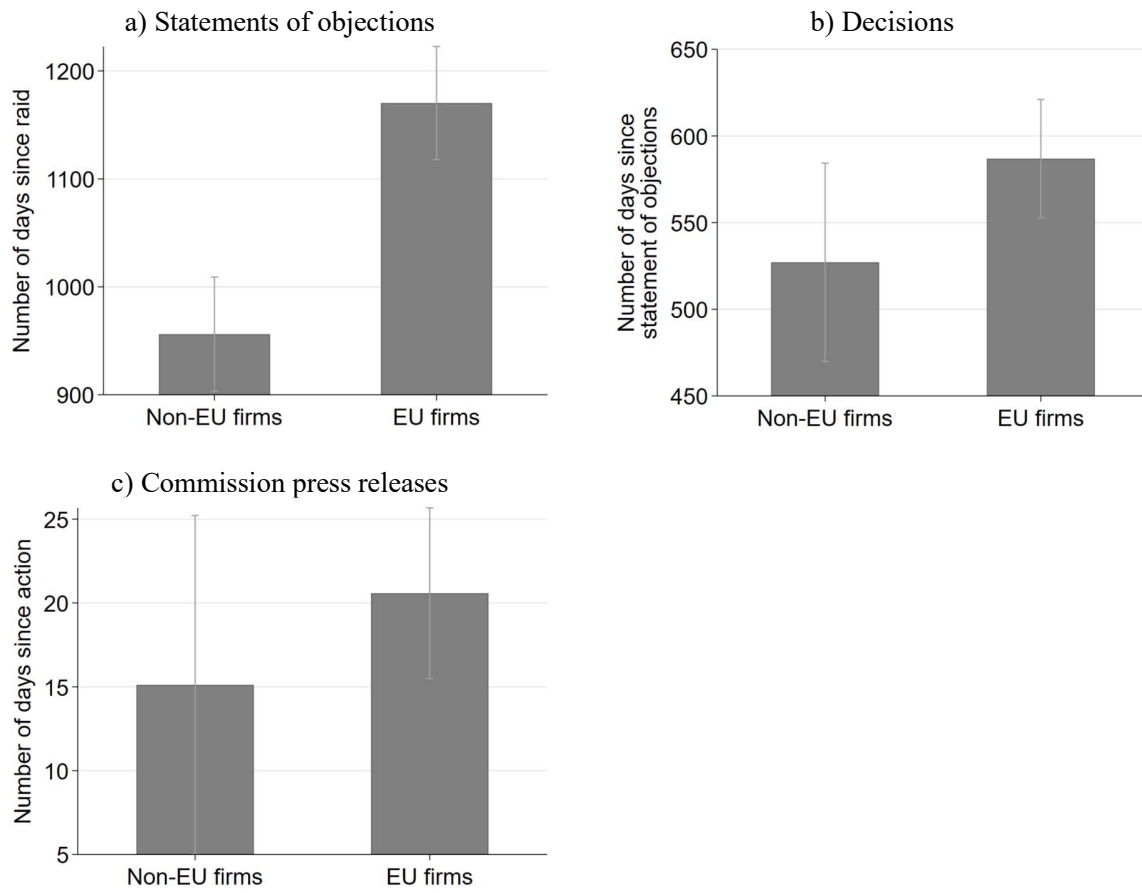 a) Statements of objections
Number of days since raid
1200
1100
1000
900
Non-EU firms
EU firms
b) Decisions
Number of days since
statement of objections
650
600
550
500
450
Non-EU firms
EU firms
c) Commission press releases
Number of days since action
25
20
15
10
5
Non-EU firms
EU firms